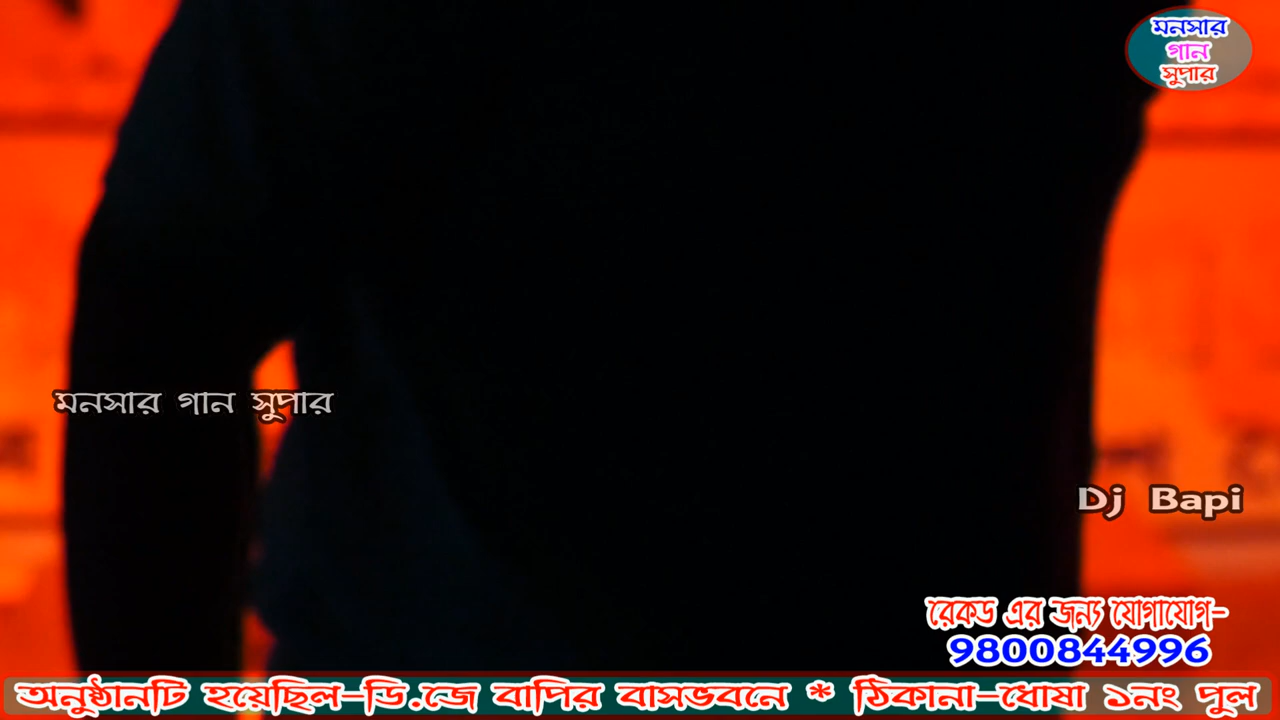 মনসার
গান
সুপার
মনসার গান সুপার
Dj Bapi
রেকড এর জন্য যোগাযোগ-
9800844996
অনুষ্ঠানটি হয়েছিল-ডি.জে বাপির বাসভবনে * ঠিকানা-ধোষা ১নং পুল